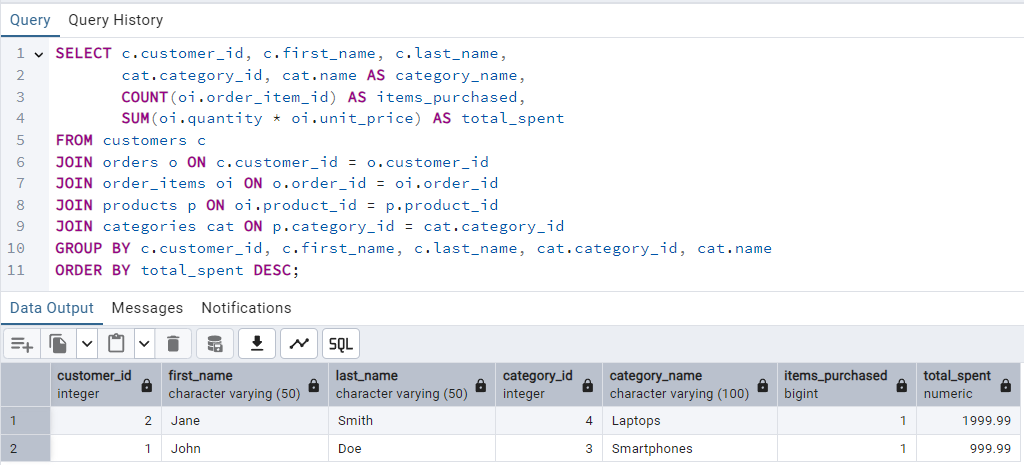 Query Query History
1 SELECT c.customer_id, c.first_name, c.last_name,
2 cat.category_id, cat.name AS category_name,
3 COUNT(oi.order_item_id) AS items_purchased,
4 SUM(oi.quantity * oi.unit_price) AS total_spent
5 FROM customers c
6 JOIN orders o ON c.customer_id = o.customer_id
7 JOIN order_items oi ON o.order_id = oi.order_id
8 JOIN products p ON oi.product_id = p.product_id
9 JOIN categories cat ON p.category_id = cat.category_id
10 GROUP BY c.customer_id, c.first_name, c.last_name, cat.category_id, cat.name
11 ORDER BY total_spent DESC;
Data Output Messages Notifications
SQL
customer_id first_name last_name category_id category_name items_purchased total_spent
integer character varying (50) character varying (50) integer character varying (100) bigint numeric
1 2 Jane Smith 4 Laptops 1 1999.99
2 1 John Doe 3 Smartphones 1 999.99